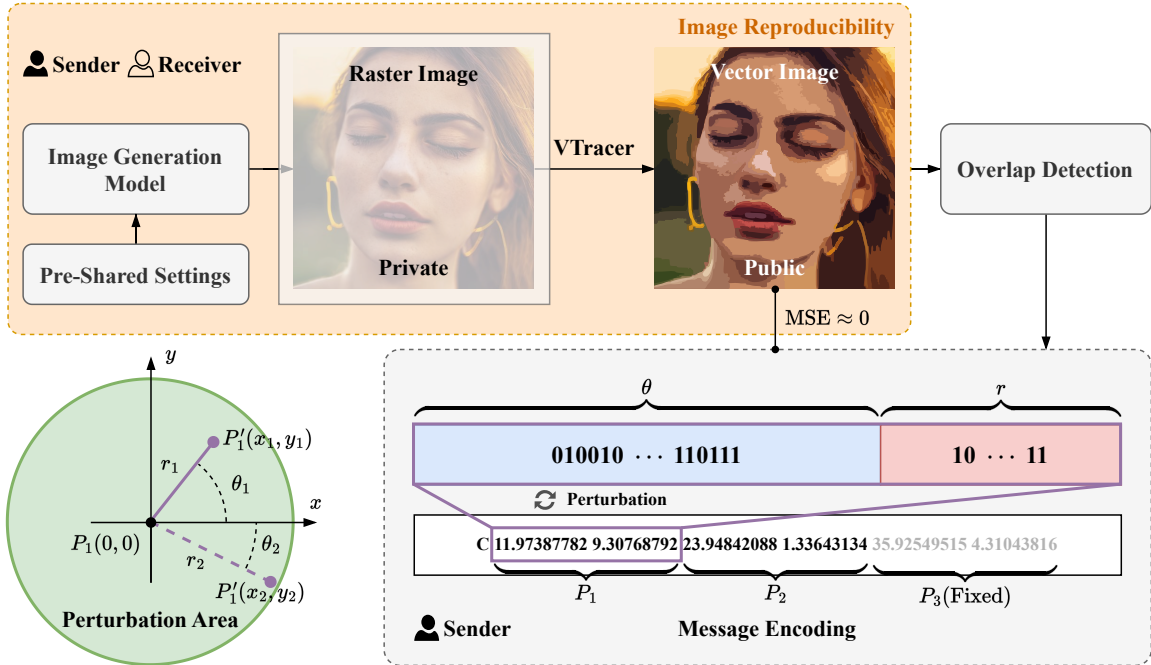 Image Reproducibility
Sender Receiver
Raster Image
Vector Image
Image Generation
Model
VTracer
Overlap Detection
Pre-Shared Settings
Private
Public
MSE ≈ 0
y
P₁′(x₁, y₁)
r₁
θ₁
x
P₁(0, 0)
θ₂
r₂
P₁′(x₂, y₂)
Perturbation Area
θ r
010010 ··· 110111 10 ··· 11
Perturbation
C 11.97387782 9.30768792 23.94842088 1.33643134 35.92549515 4.31043816
P₁ P₂ P₃(Fixed)
Sender Message Encoding